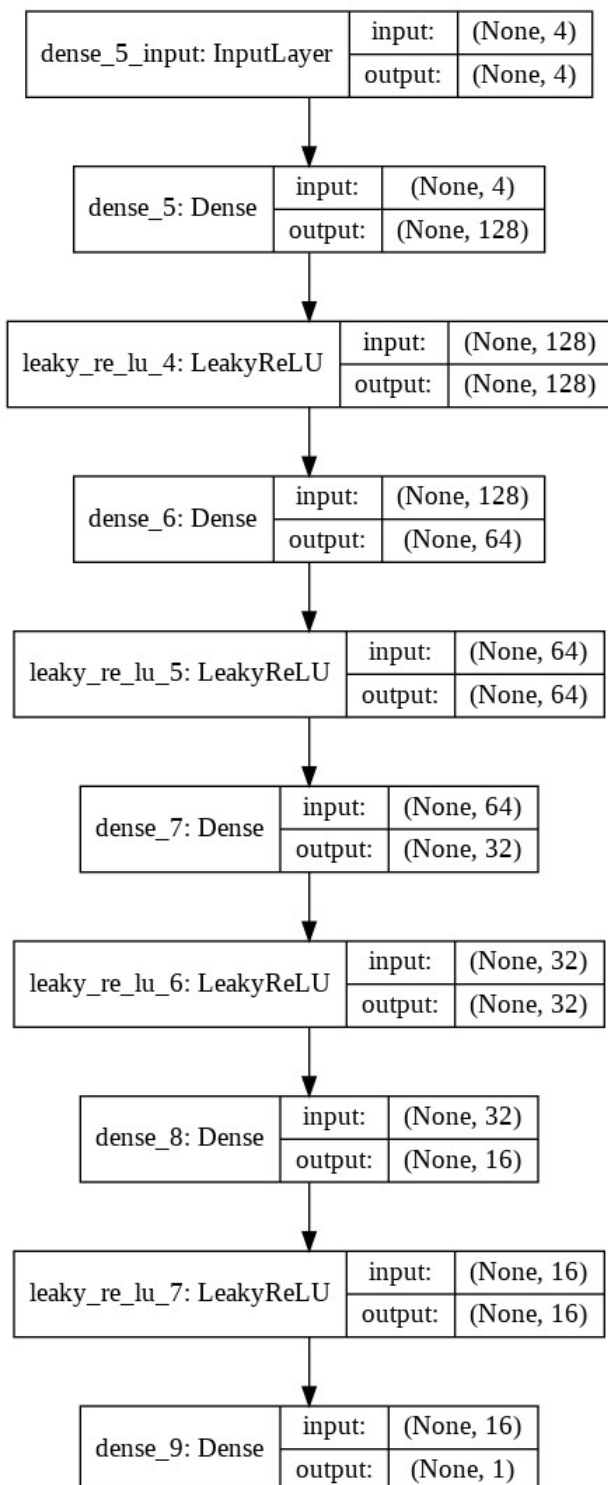 dense_5_input: InputLayer
input: (None, 4)
output: (None, 4)
dense_5: Dense
input: (None, 4)
output: (None, 128)
leaky_re_lu_4: LeakyReLU
input: (None, 128)
output: (None, 128)
dense_6: Dense
input: (None, 128)
output: (None, 64)
leaky_re_lu_5: LeakyReLU
input: (None, 64)
output: (None, 64)
dense_7: Dense
input: (None, 64)
output: (None, 32)
leaky_re_lu_6: LeakyReLU
input: (None, 32)
output: (None, 32)
dense_8: Dense
input: (None, 32)
output: (None, 16)
leaky_re_lu_7: LeakyReLU
input: (None, 16)
output: (None, 16)
dense_9: Dense
input: (None, 16)
output: (None, 1)